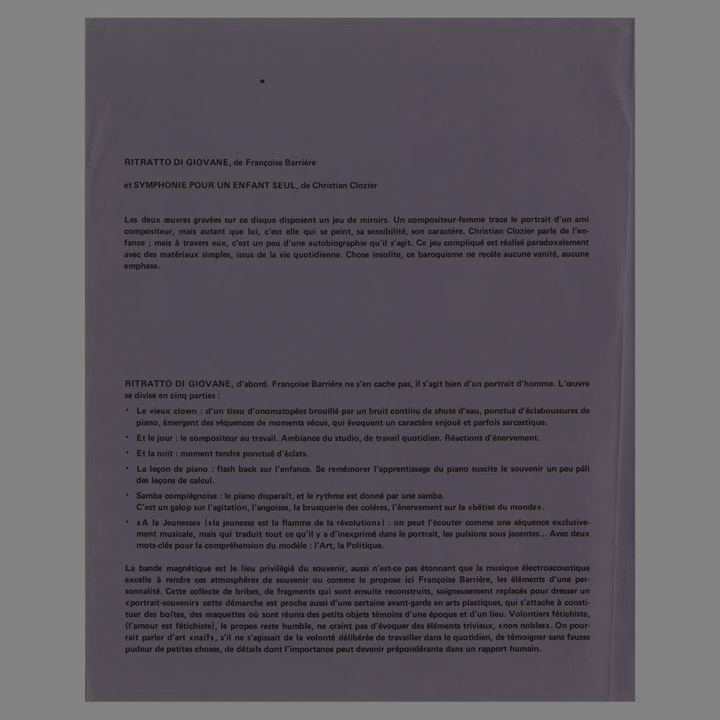 RITRATTO DI GIOVANE, de Françoise Barrière
et SYMPHONIE POUR UN ENFANT SEUL, de Christian Clozier
Les deux œuvres gravées sur ce disque disposent un jeu de miroirs. Un compositeur-femme trace le portrait d'un ami
compositeur, mais autant que lui, c'est elle qui se peint, sa sensibilité, son caractère. Christian Clozier parle de l'en-
fance ; mais à travers eux, c'est un peu d'une autobiographie qu'il s'agit. Ce jeu compliqué est réalisé paradoxalement
avec des matériaux simples, issus de la vie quotidienne. Chose insolite, ce baroquisme ne recèle aucune vanité, aucune
emphase.
RITRATTO DI GIOVANE, d'abord. Françoise Barrière ne s'en cache pas, il s'agit bien d'un portrait d'homme. L'œuvre
se divise en cinq parties :
• Le vieux clown : d'un tissu d'onomatopées brouillé par un bruit continu de chute d'eau, ponctué d'éclaboussures de
piano, émergent des séquences de moments vécus, qui évoquent un caractère enjoué et parfois sarcastique.
• Et le jour : le compositeur au travail. Ambiance du studio, de travail quotidien. Réactions d'énervement.
• Et la nuit : moment tendre ponctué d'éclats.
• La leçon de piano : flash back sur l'enfance. Se remémorer l'apprentissage du piano suscite le souvenir un peu pâli
des leçons de calcul.
• Samba compiégnoise : le piano disparaît, et le rythme est donné par une samba.
C'est un galop sur l'agitation, l'angoisse, la brusquerie des colères, l'énervement sur la «bêtise du monde».
• «A la Jeunesse» («la jeunesse est la flamme de la révolution») : on peut l'écouter comme une séquence exclusive-
ment musicale, mais qui traduit tout ce qu'il y a d'inexprimé dans le portrait, les pulsions sous jacentes... Avec deux
mots-clés pour la compréhension du modèle : l'Art, la Politique.
La bande magnétique est le lieu privilégié du souvenir, aussi n'est-ce pas étonnant que la musique électroacoustique
excelle à rendre ces atmosphères de souvenir ou comme le propose ici Françoise Barrière, les éléments d'une per-
sonnalité. Cette collecte de bribes, de fragments qui sont ensuite reconstruits, soigneusement replacés pour dresser un
«portrait-souvenir» cette démarche est proche aussi d'une certaine avant-garde en arts plastiques, qui s'attache à consti-
tuer des boîtes, des maquettes où sont réunis des petits objets témoins d'une époque et d'un lieu. Volontiers fétichiste,
(l'amour est fétichiste), le propos reste humble, ne craint pas d'évoquer des éléments triviaux, «non nobles». On pour-
rait parler d'art «naïf», s'il ne s'agissait de la volonté délibérée de travailler dans le quotidien, de témoigner sans fausse
pudeur de petites choses, de détails dont l'importance peut devenir prépondérante dans un rapport humain.